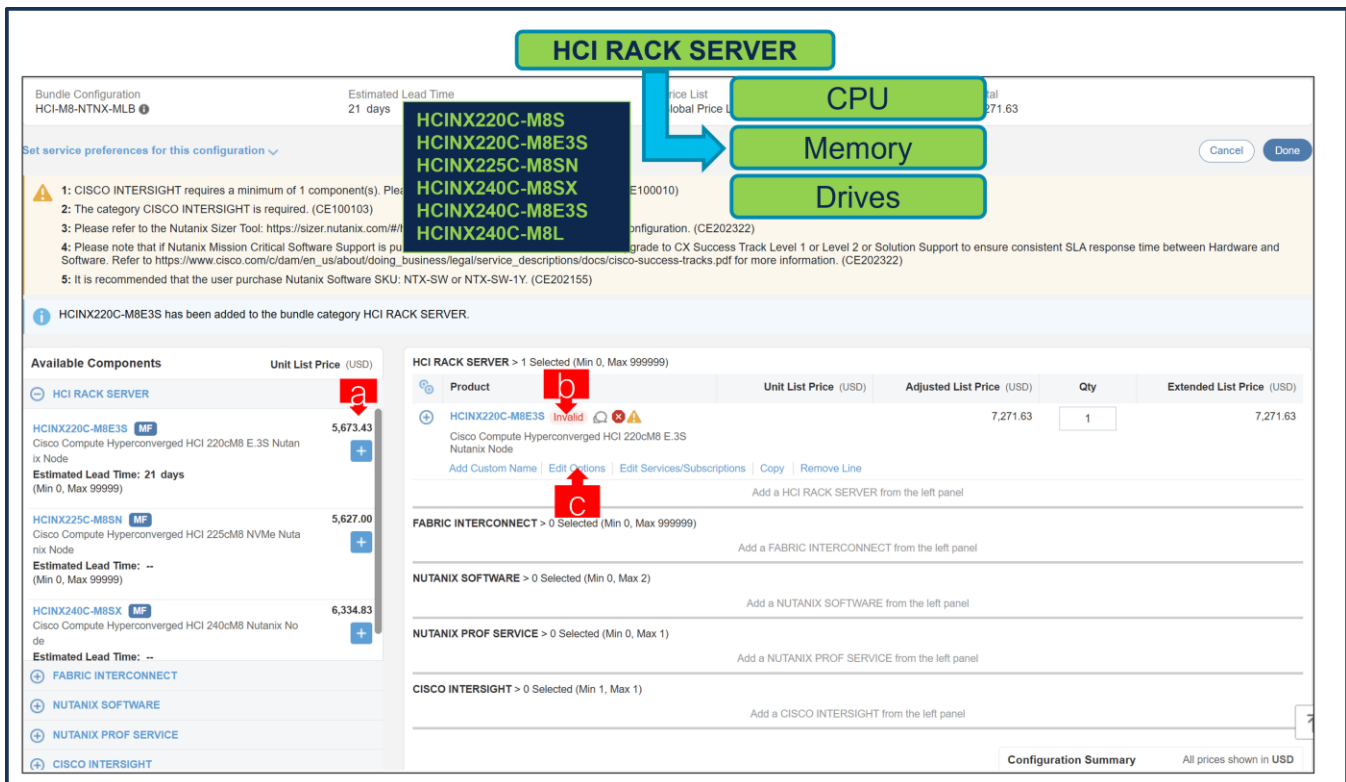 HCI RACK SERVER
Bundle Configuration
HCI-M8-NTNX-MLB
Estimated Lead Time
21 days
rice List
lobal Price L
tal
271.63
HCINX220C-M8S
HCINX220C-M8E3S
HCINX225C-M8SN
HCINX240C-M8SX
HCINX240C-M8E3S
HCINX240C-M8L
CPU
Memory
Drives
Set service preferences for this configuration
Cancel
Done
1: CISCO INTERSIGHT requires a minimum of 1 component(s). Plea E100010)
2: The category CISCO INTERSIGHT is required. (CE100103)
3: Please refer to the Nutanix Sizer Tool: https://sizer.nutanix.com/#/ nfiguration. (CE202322)
4: Please note that if Nutanix Mission Critical Software Support is pu grade to CX Success Track Level 1 or Level 2 or Solution Support to ensure consistent SLA response time between Hardware and
Software. Refer to https://www.cisco.com/c/dam/en_us/about/doing_business/legal/service_descriptions/docs/cisco-success-tracks.pdf for more information. (CE202322)
5: It is recommended that the user purchase Nutanix Software SKU: NTX-SW or NTX-SW-1Y. (CE202155)
HCINX220C-M8E3S has been added to the bundle category HCI RACK SERVER.
Available Components
Unit List Price (USD)
HCI RACK SERVER
a
HCINX220C-M8E3S MF 5,673.43
Cisco Compute Hyperconverged HCI 220cM8 E.3S Nutan
ix Node
Estimated Lead Time: 21 days
(Min 0, Max 99999)
HCINX225C-M8SN MF 5,627.00
Cisco Compute Hyperconverged HCI 225cM8 NVMe Nuta
nix Node
Estimated Lead Time: --
(Min 0, Max 99999)
HCINX240C-M8SX MF 6,334.83
Cisco Compute Hyperconverged HCI 240cM8 Nutanix No
de
Estimated Lead Time: --
FABRIC INTERCONNECT
NUTANIX SOFTWARE
NUTANIX PROF SERVICE
CISCO INTERSIGHT
HCI RACK SERVER > 1 Selected (Min 0, Max 999999)
Product
b
Unit List Price (USD)
Adjusted List Price (USD)
Qty
Extended List Price (USD)
HCINX220C-M8E3S Invalid 7,271.63 1 7,271.63
Cisco Compute Hyperconverged HCI 220cM8 E.3S
Nutanix Node
Add Custom Name Edit Options Edit Services/Subscriptions Copy Remove Line
c
Add a HCI RACK SERVER from the left panel
FABRIC INTERCONNECT > 0 Selected (Min 0, Max 999999)
Add a FABRIC INTERCONNECT from the left panel
NUTANIX SOFTWARE > 0 Selected (Min 0, Max 2)
Add a NUTANIX SOFTWARE from the left panel
NUTANIX PROF SERVICE > 0 Selected (Min 0, Max 1)
Add a NUTANIX PROF SERVICE from the left panel
CISCO INTERSIGHT > 0 Selected (Min 1, Max 1)
Add a CISCO INTERSIGHT from the left panel
Configuration Summary
All prices shown in USD